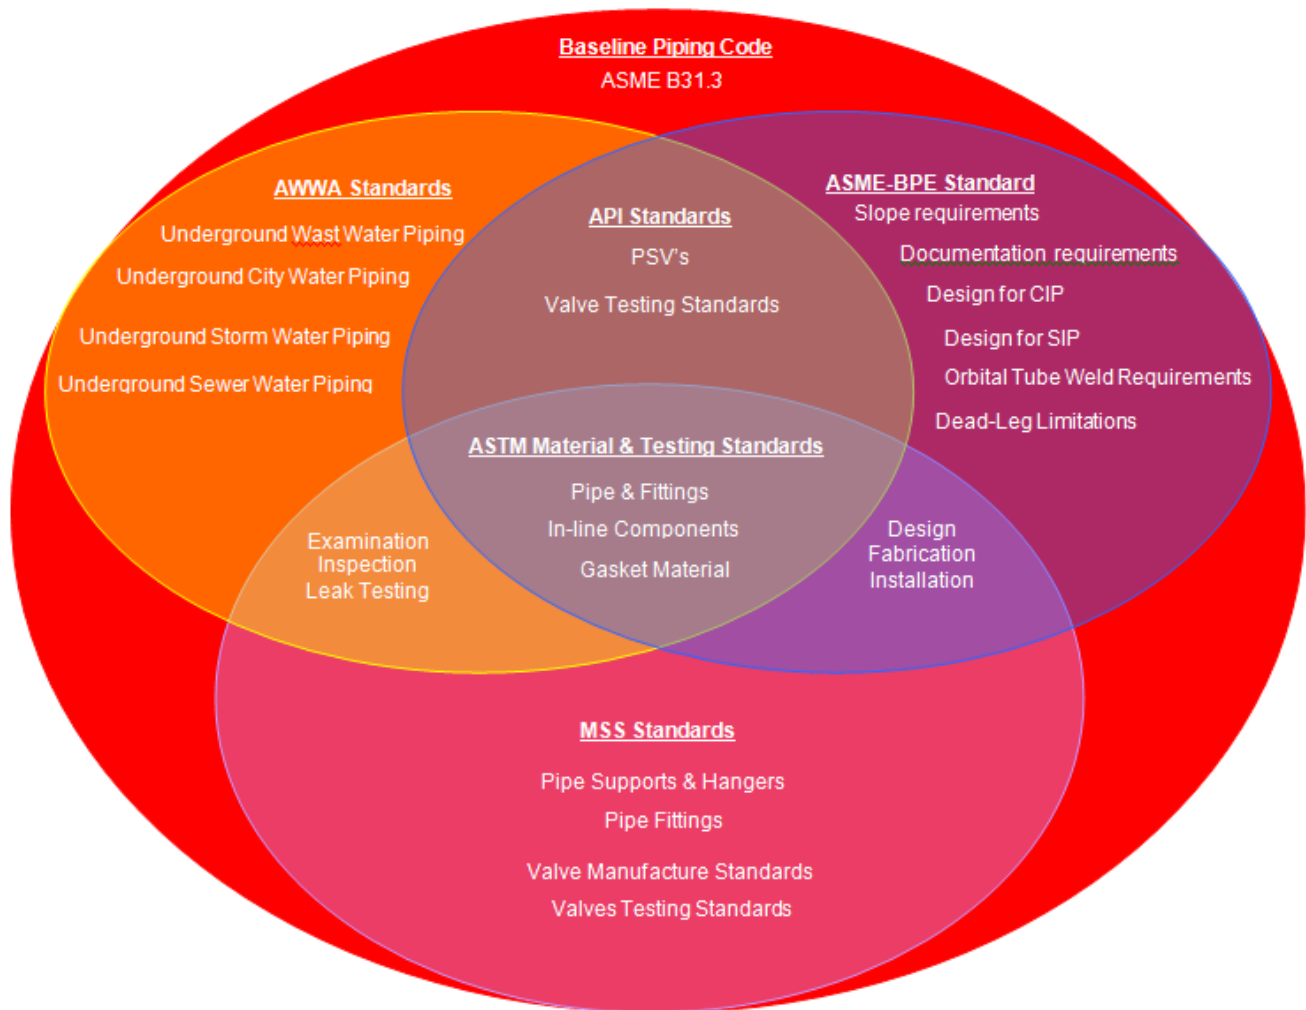 Baseline Piping Code
ASME B31.3
AWWA Standards
Underground Wast Water Piping
Underground City Water Piping
Underground Storm Water Piping
Underground Sewer Water Piping
API Standards
PSV's
Valve Testing Standards
ASME-BPE Standard
Slope requirements
Documentation requirements
Design for CIP
Design for SIP
Orbital Tube Weld Requirements
Dead-Leg Limitations
ASTM Material & Testing Standards
Pipe & Fittings
In-line Components
Gasket Material
Examination
Inspection
Leak Testing
Design
Fabrication
Installation
MSS Standards
Pipe Supports & Hangers
Pipe Fittings
Valve Manufacture Standards
Valves Testing Standards